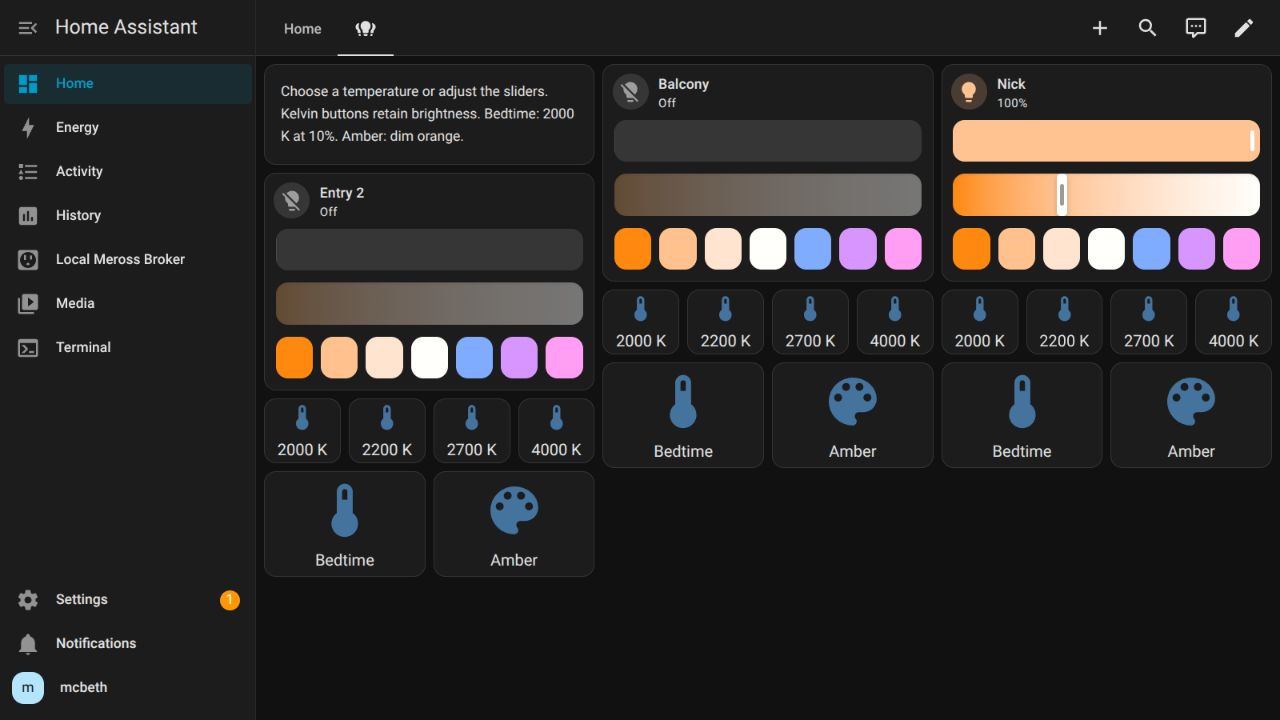 Home Assistant
Home
Energy
Activity
History
Local Meross Broker
Media
Terminal
Settings
1
Notifications
m
mcbeth
Home
Choose a temperature or adjust the sliders.
Kelvin buttons retain brightness. Bedtime: 2000
K at 10%. Amber: dim orange.
Entry 2
Off
2000 K
2200 K
2700 K
4000 K
Bedtime
Amber
Balcony
Off
2000 K
2200 K
2700 K
4000 K
Bedtime
Amber
Nick
100%
2000 K
2200 K
2700 K
4000 K
Bedtime
Amber